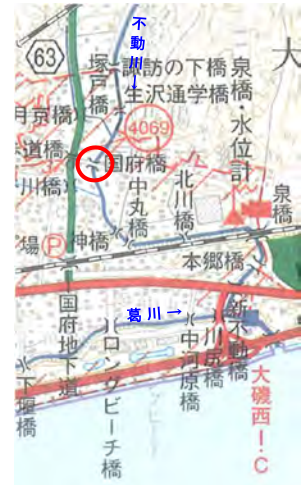 不動川→
63
塚戸橋
諏訪の下橋
生沢通学橋
大
泉橋・水位計
月京橋
4069
道橋
国府橋
川橋
中丸橋
北川橋
泉橋
場
P
神橋
本郷橋
国府地下道
葛川→
新不動橋
川尻橋
中河原橋
ロングビーチ橋
下堰橋
大磯西I.C